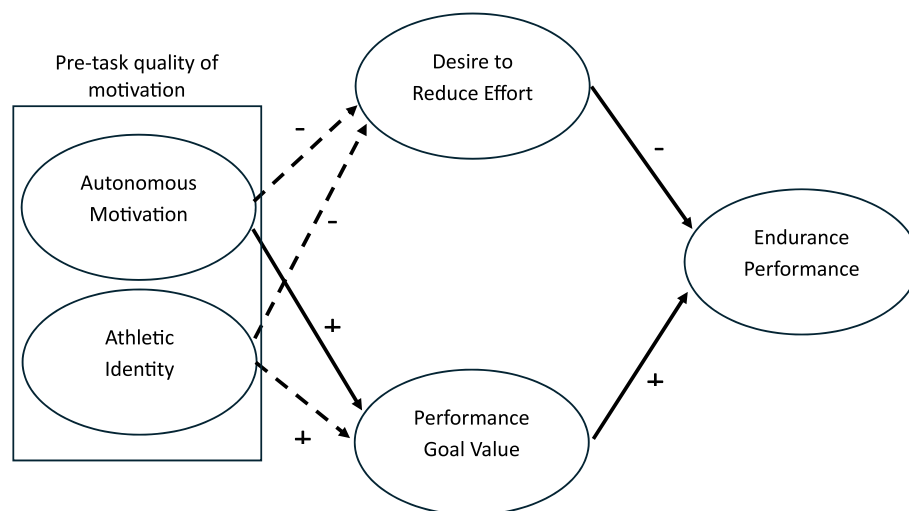 Pre-task quality of
motivation
Autonomous
Motivation
Athletic
Identity
Desire to
Reduce Effort
Performance
Goal Value
Endurance
Performance
-
-
+
+
-
+